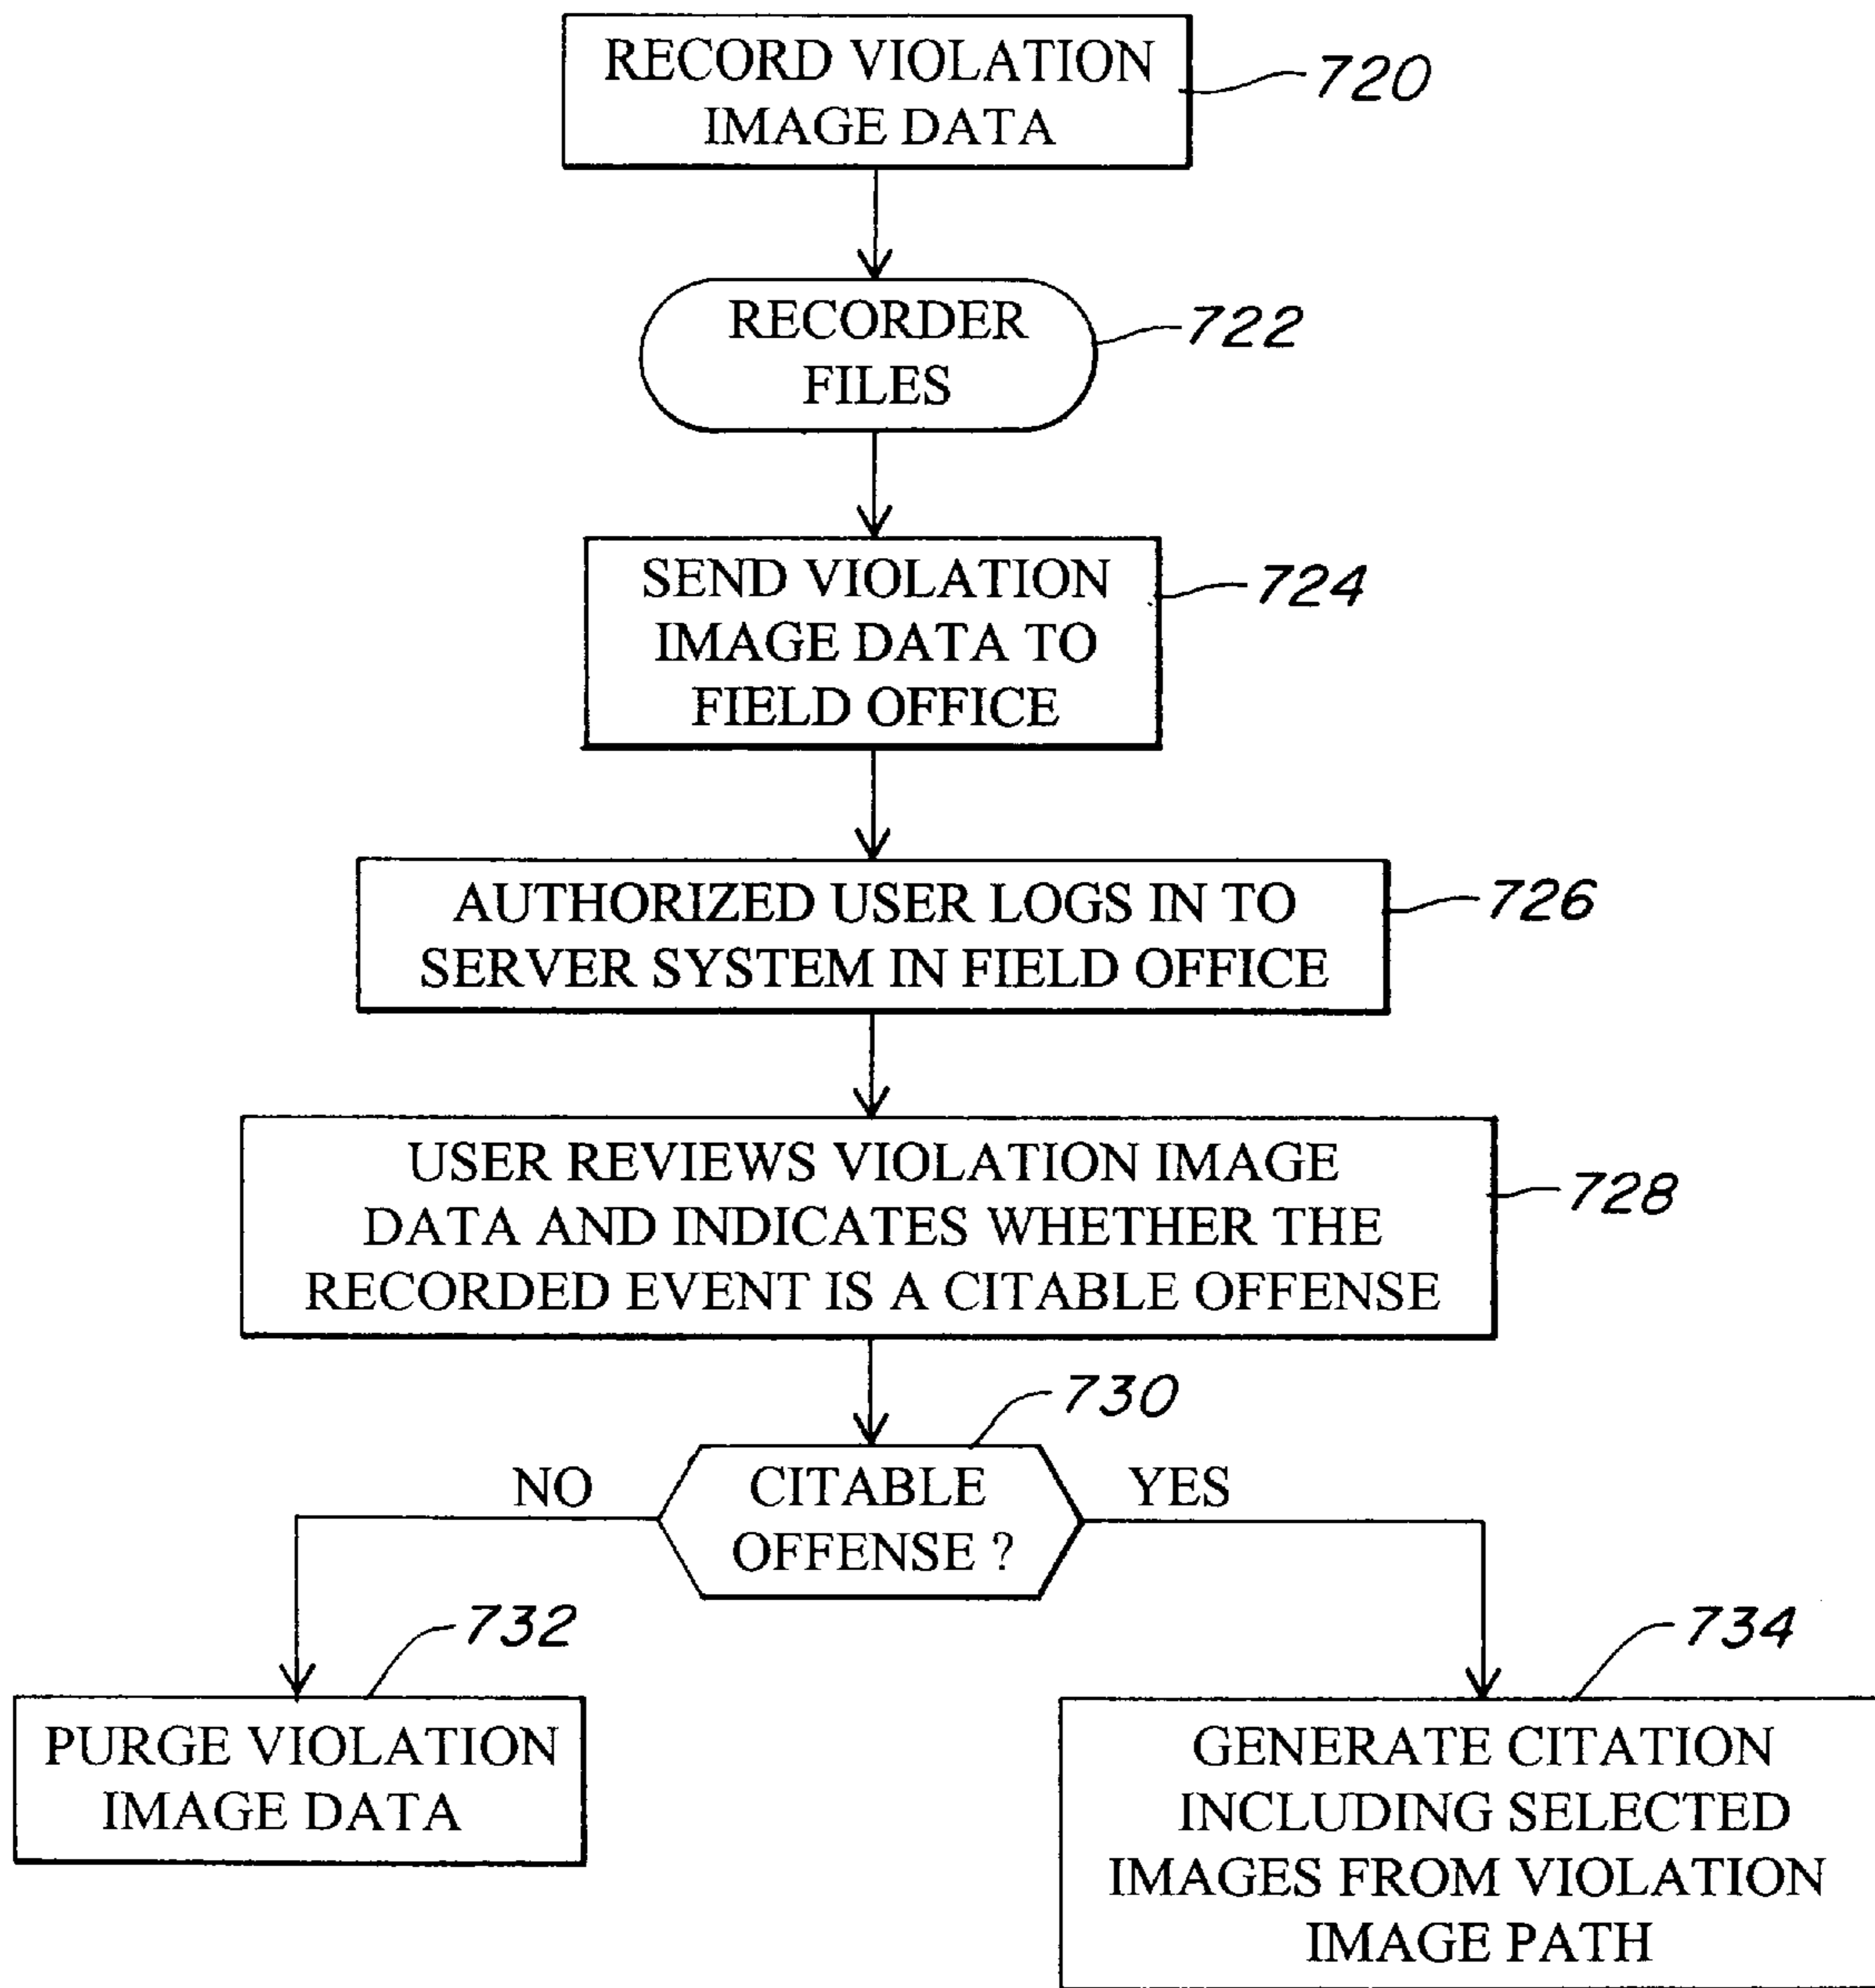 RECORD VIOLATION
IMAGE DATA
720
RECORDER
FILES
722
SEND VIOLATION
IMAGE DATA TO
FIELD OFFICE
724
AUTHORIZED USER LOGS IN TO
SERVER SYSTEM IN FIELD OFFICE
726
USER REVIEWS VIOLATION IMAGE
DATA AND INDICATES WHETHER THE
RECORDED EVENT IS A CITABLE OFFENSE
728
730
NO
CITABLE
OFFENSE ?
YES
732
PURGE VIOLATION
IMAGE DATA
734
GENERATE CITATION
INCLUDING SELECTED
IMAGES FROM VIOLATION
IMAGE PATH